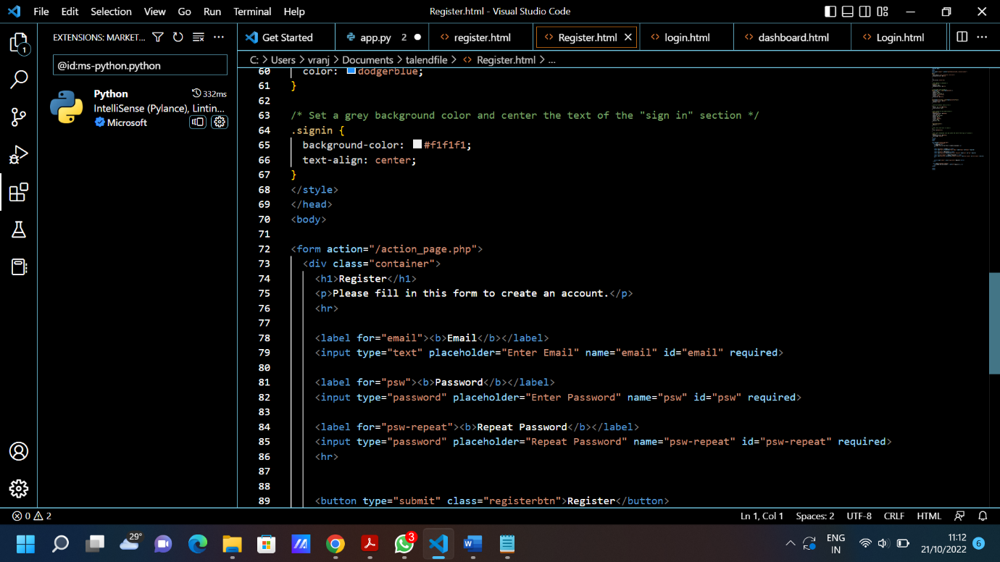 File Edit Selection View Go Run Terminal Help
Register.html - Visual Studio Code
EXTENSIONS: MARKET...
Get Started
app.py 2
register.html
Register.html
login.html
dashboard.html
Login.html
1
@id:ms-python.python
C: > Users > vranj > Documents > talendfile > Register.html > ...
Python 332ms
IntelliSense (Pylance), Lintin...
Microsoft
60 color: dodgerblue;
61 }
62
63 /* Set a grey background color and center the text of the "sign in" section */
64 .signin {
65 background-color: #f1f1f1;
66 text-align: center;
67 }
68 </style>
69 </head>
70 <body>
71
72 <form action="/action_page.php">
73 <div class="container">
74 <h1>Register</h1>
75 <p>Please fill in this form to create an account.</p>
76 <hr>
77
78 <label for="email"><b>Email</b></label>
79 <input type="text" placeholder="Enter Email" name="email" id="email" required>
80
81 <label for="psw"><b>Password</b></label>
82 <input type="password" placeholder="Enter Password" name="psw" id="psw" required>
83
84 <label for="psw-repeat"><b>Repeat Password</b></label>
85 <input type="password" placeholder="Repeat Password" name="psw-repeat" id="psw-repeat" required>
86 <hr>
87
88
89 <button type="submit" class="registerbtn">Register</button>
0 2
Ln 1, Col 1 Spaces: 2 UTF-8 CRLF HTML
29°
3
ENG
IN
11:12
21/10/2022
6